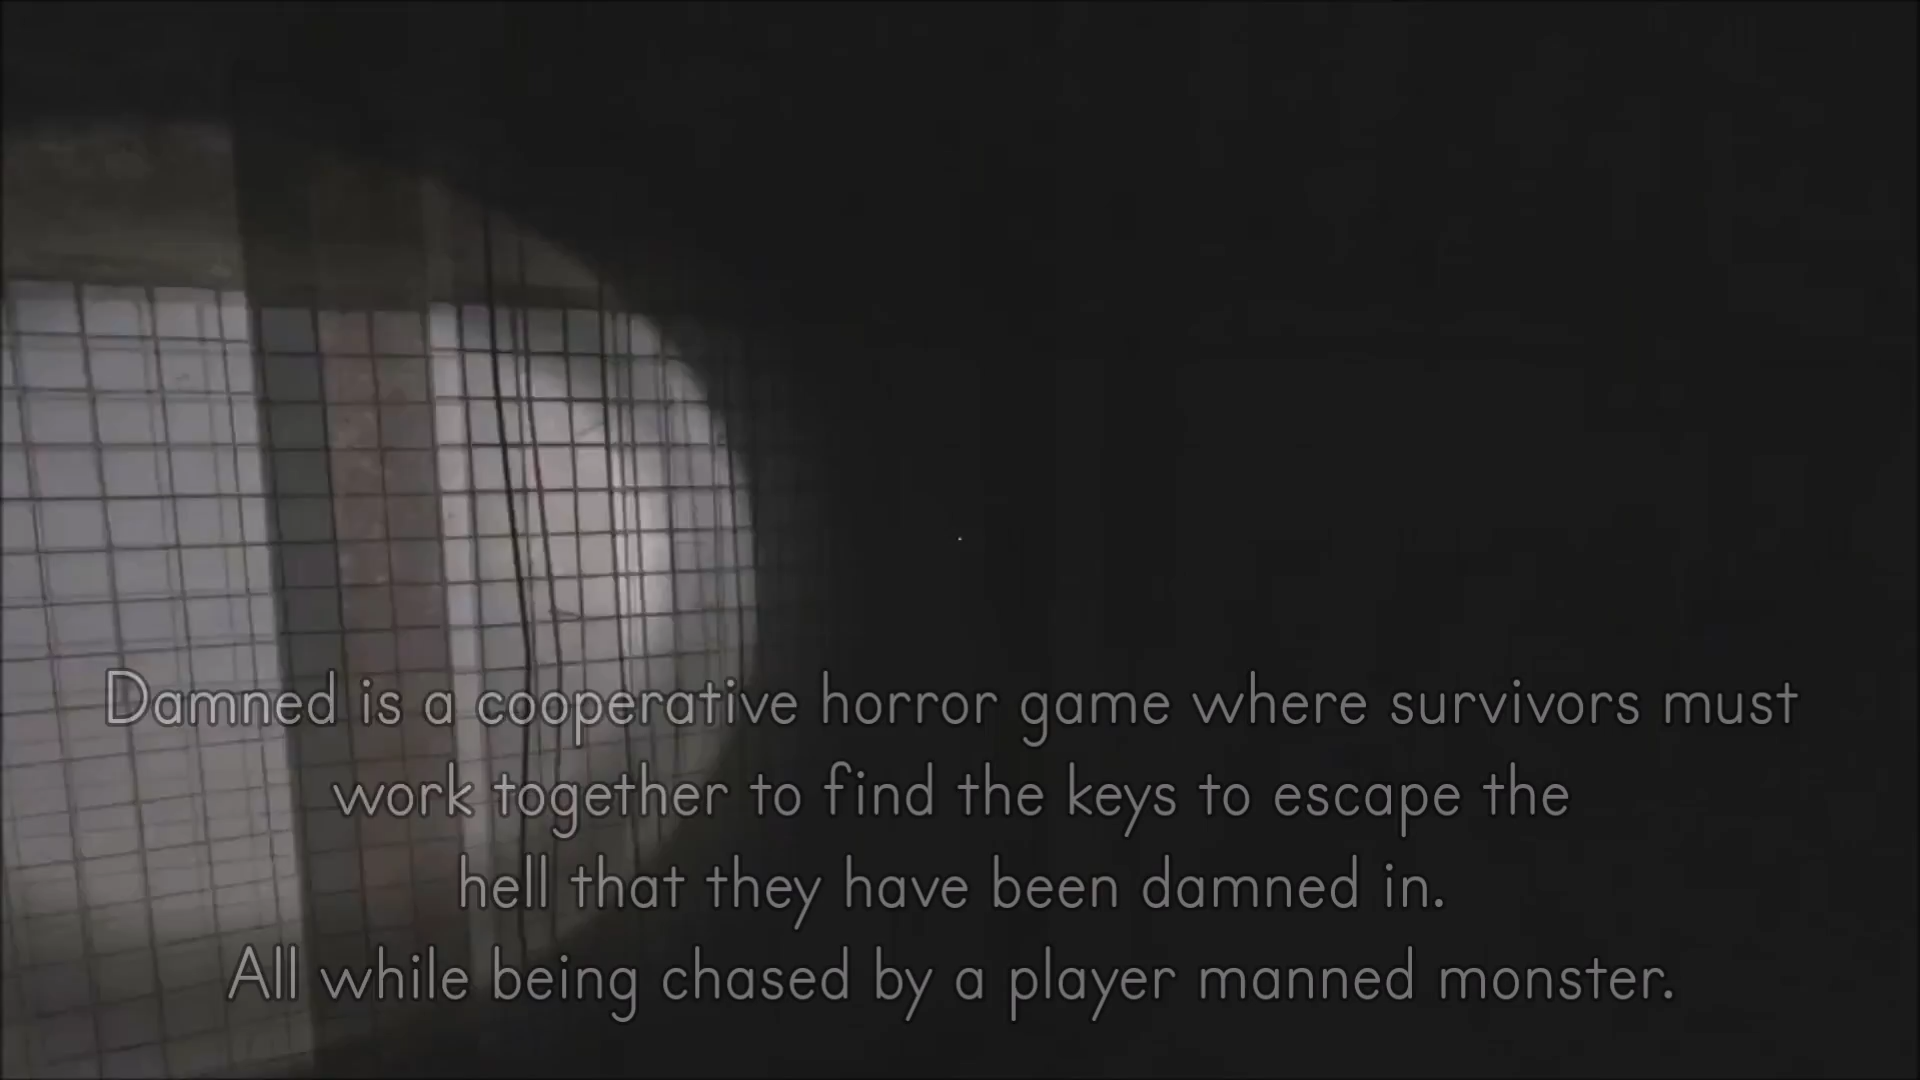 Damned is a cooperative horror game where survivors must
work together to find the keys to escape the
hell that they have been damned in.
All while being chased by a player manned monster.